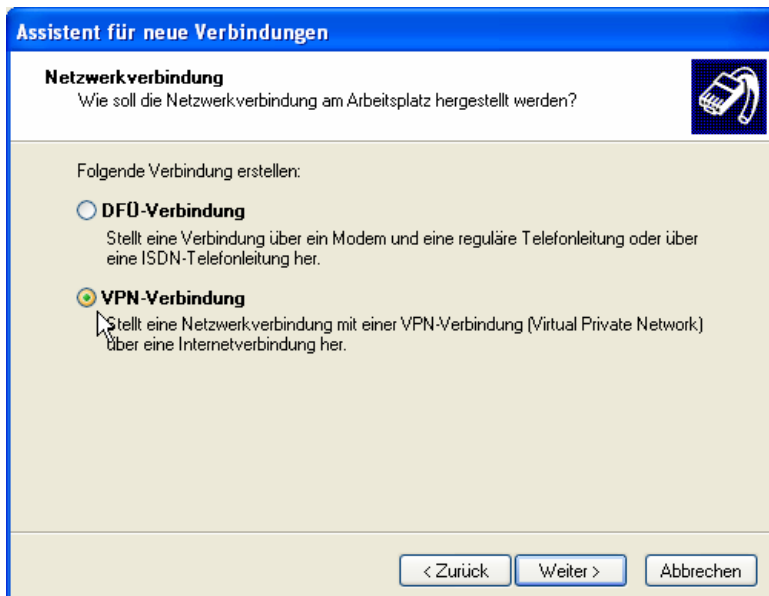 Assistent für neue Verbindungen
Netzwerkverbindung
Wie soll die Netzwerkverbindung am Arbeitsplatz hergestellt werden?
Folgende Verbindung erstellen:
DFÜ-Verbindung
Stellt eine Verbindung über ein Modem und eine reguläre Telefonleitung oder über
eine ISDN-Telefonleitung her.
VPN-Verbindung
Stellt eine Netzwerkverbindung mit einer VPN-Verbindung (Virtual Private Network)
über eine Internetverbindung her.
< Zurück Weiter > Abbrechen